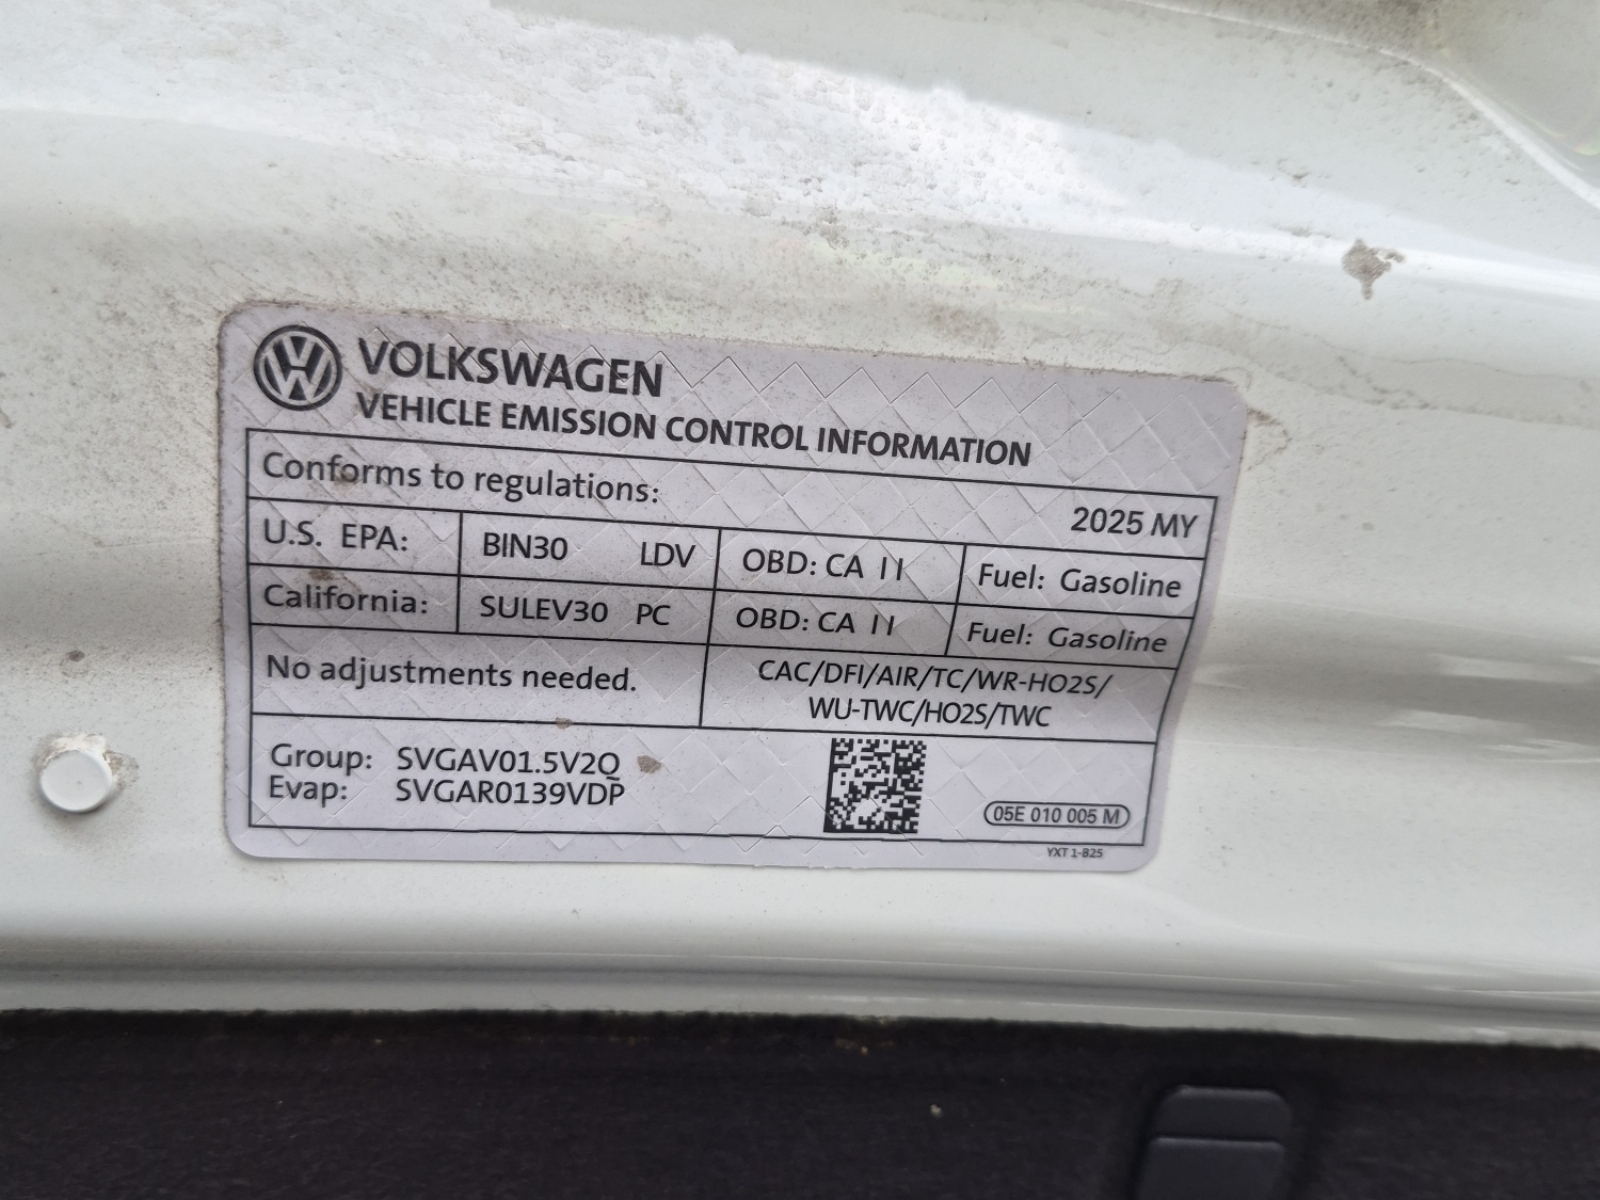 VOLKSWAGEN
VEHICLE EMISSION CONTROL INFORMATION
Conforms to regulations: 2025 MY
U.S. EPA: BIN30 LDV OBD: CA II Fuel: Gasoline
California: SULEV30 PC OBD: CA II Fuel: Gasoline
No adjustments needed. CAC/DFI/AIR/TC/WR-HO2S/
WU-TWC/HO2S/TWC
Group: SVGAV01.5V2Q
Evap: SVGAR0139VDP
05E 010 005 M
YXT 1-B25